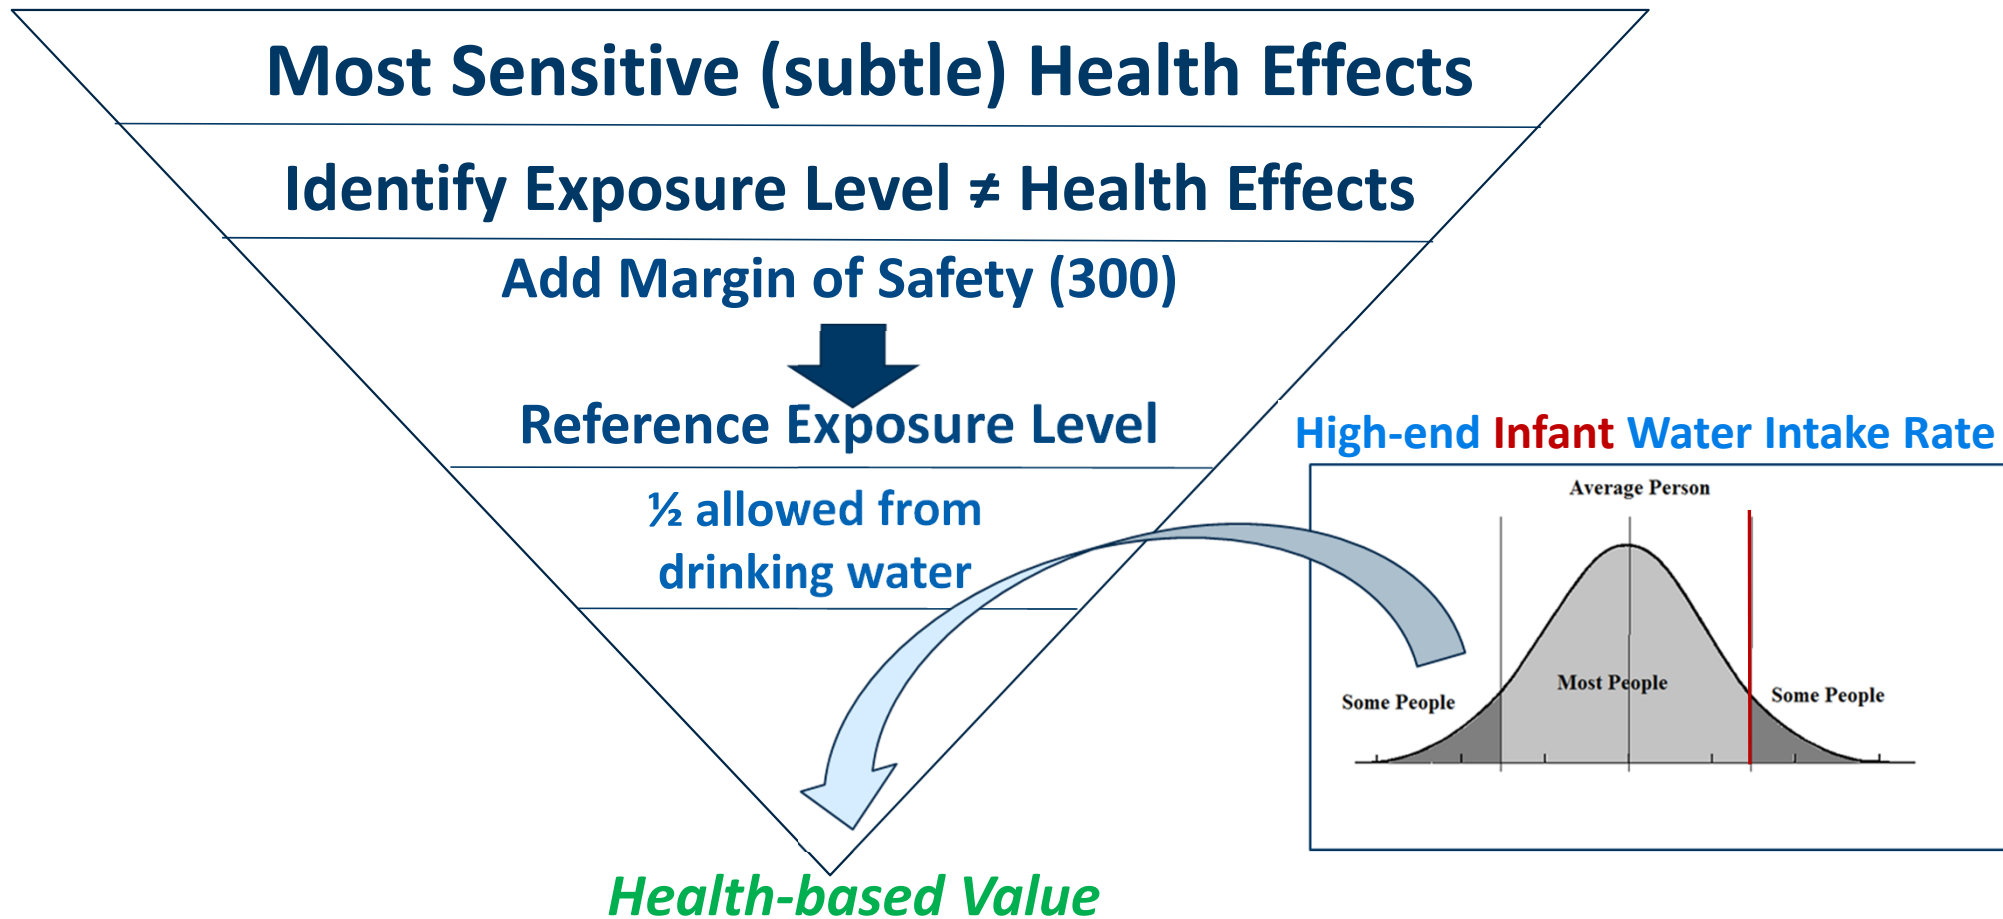 Most Sensitive (subtle) Health Effects
Identify Exposure Level ≠ Health Effects
Add Margin of Safety (300)
Reference Exposure Level
½ allowed from
drinking water
High-end Infant Water Intake Rate
Average Person
Some People
Most People
Some People
Health-based Value